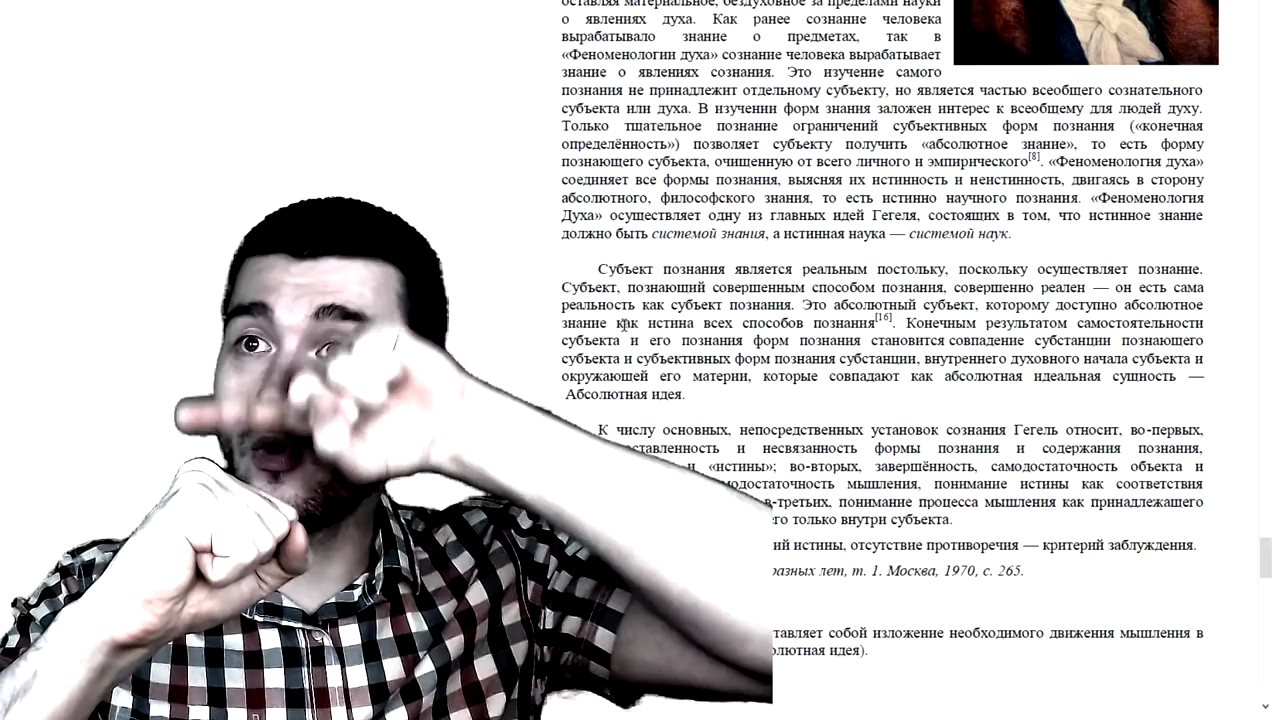 оставляя материальное, бездуховное за пределами науки
о явлениях духа. Как ранее сознание человека
вырабатывало знание о предметах, так в
«Феноменологии духа» сознание человека вырабатывает
знание о явлениях сознания. Это изучение самого
познания не принадлежит отдельному субъекту, но является частью всеобщего сознательного
субъекта или духа. В изучении форм знания заложен интерес к всеобщему для людей духу.
Только тщательное познание ограничений субъективных форм познания («конечная
определённость») позволяет субъекту получить «абсолютное знание», то есть форму
познающего субъекта, очищенную от всего личного и эмпирического[8]. «Феноменология духа»
соединяет все формы познания, выясняя их истинность и неистинность, двигаясь в сторону
абсолютного, философского знания, то есть истинно научного познания. «Феноменология
Духа» осуществляет одну из главных идей Гегеля, состоящих в том, что истинное знание
должно быть системой знания, а истинная наука — системой наук.
Субъект познания является реальным постольку, поскольку осуществляет познание.
Субъект, познающий совершенным способом познания, совершенно реален — он есть сама
реальность как субъект познания. Это абсолютный субъект, которому доступно абсолютное
знание как истина всех способов познания[16]. Конечным результатом самостоятельности
субъекта и его познания форм познания становится совпадение субстанции познающего
субъекта и субъективных форм познания субстанции, внутреннего духовного начала субъекта и
окружающей его материи, которые совпадают как абсолютная идеальная сущность —
Абсолютная идея.
К числу основных, непосредственных установок сознания Гегель относит, во-первых,
оставленность и несвязанность формы познания и содержания познания,
и «истины»; во-вторых, завершённость, самодостаточность объекта и
модостаточность мышления, понимание истины как соответствия
в-третьих, понимание процесса мышления как принадлежащего
его только внутри субъекта.
ий истины, отсутствие противоречия — критерий заблуждения.
разных лет, т. 1. Москва, 1970, с. 265.
тавляет собой изложение необходимого движения мышления в
олютная идея).